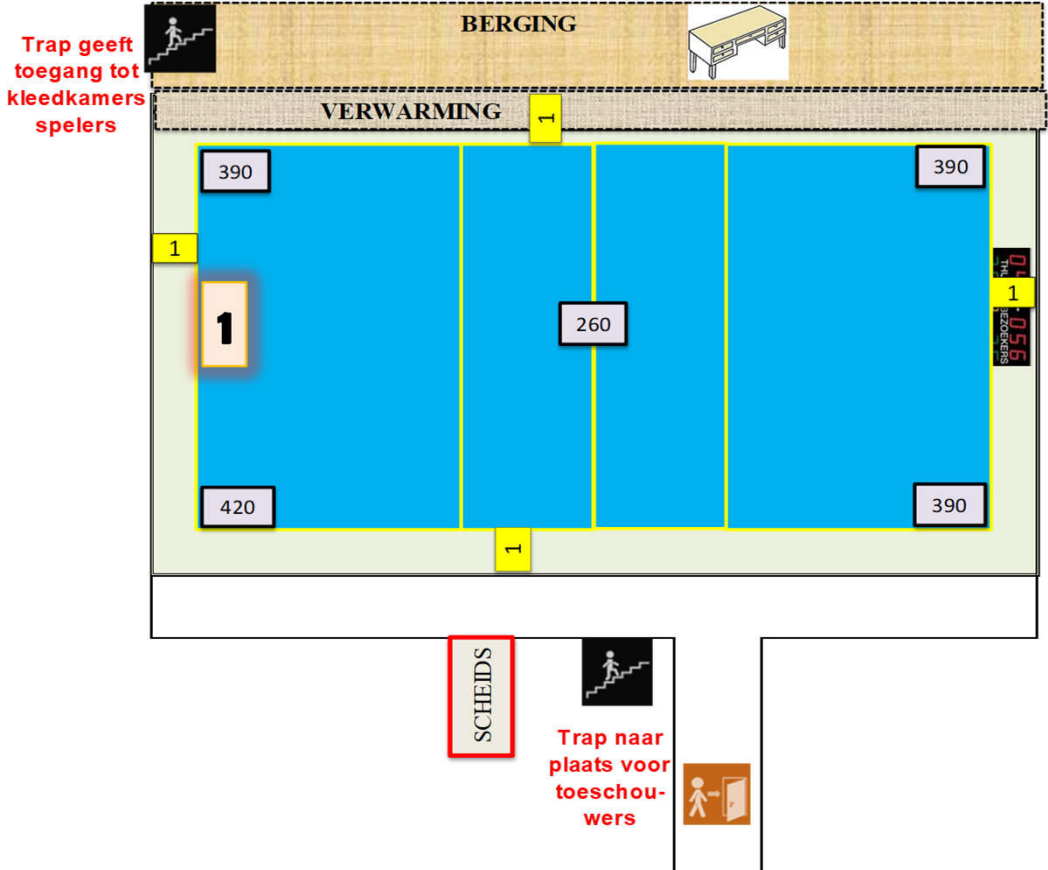 BERGING
Trap geeft
toegang tot
kleedkamers
spelers
VERWARMING
1
390
390
1
1
1
BEZOEKERS
260
420
390
1
SCHEIDS
Trap naar
plaats voor
toeschou-
wers